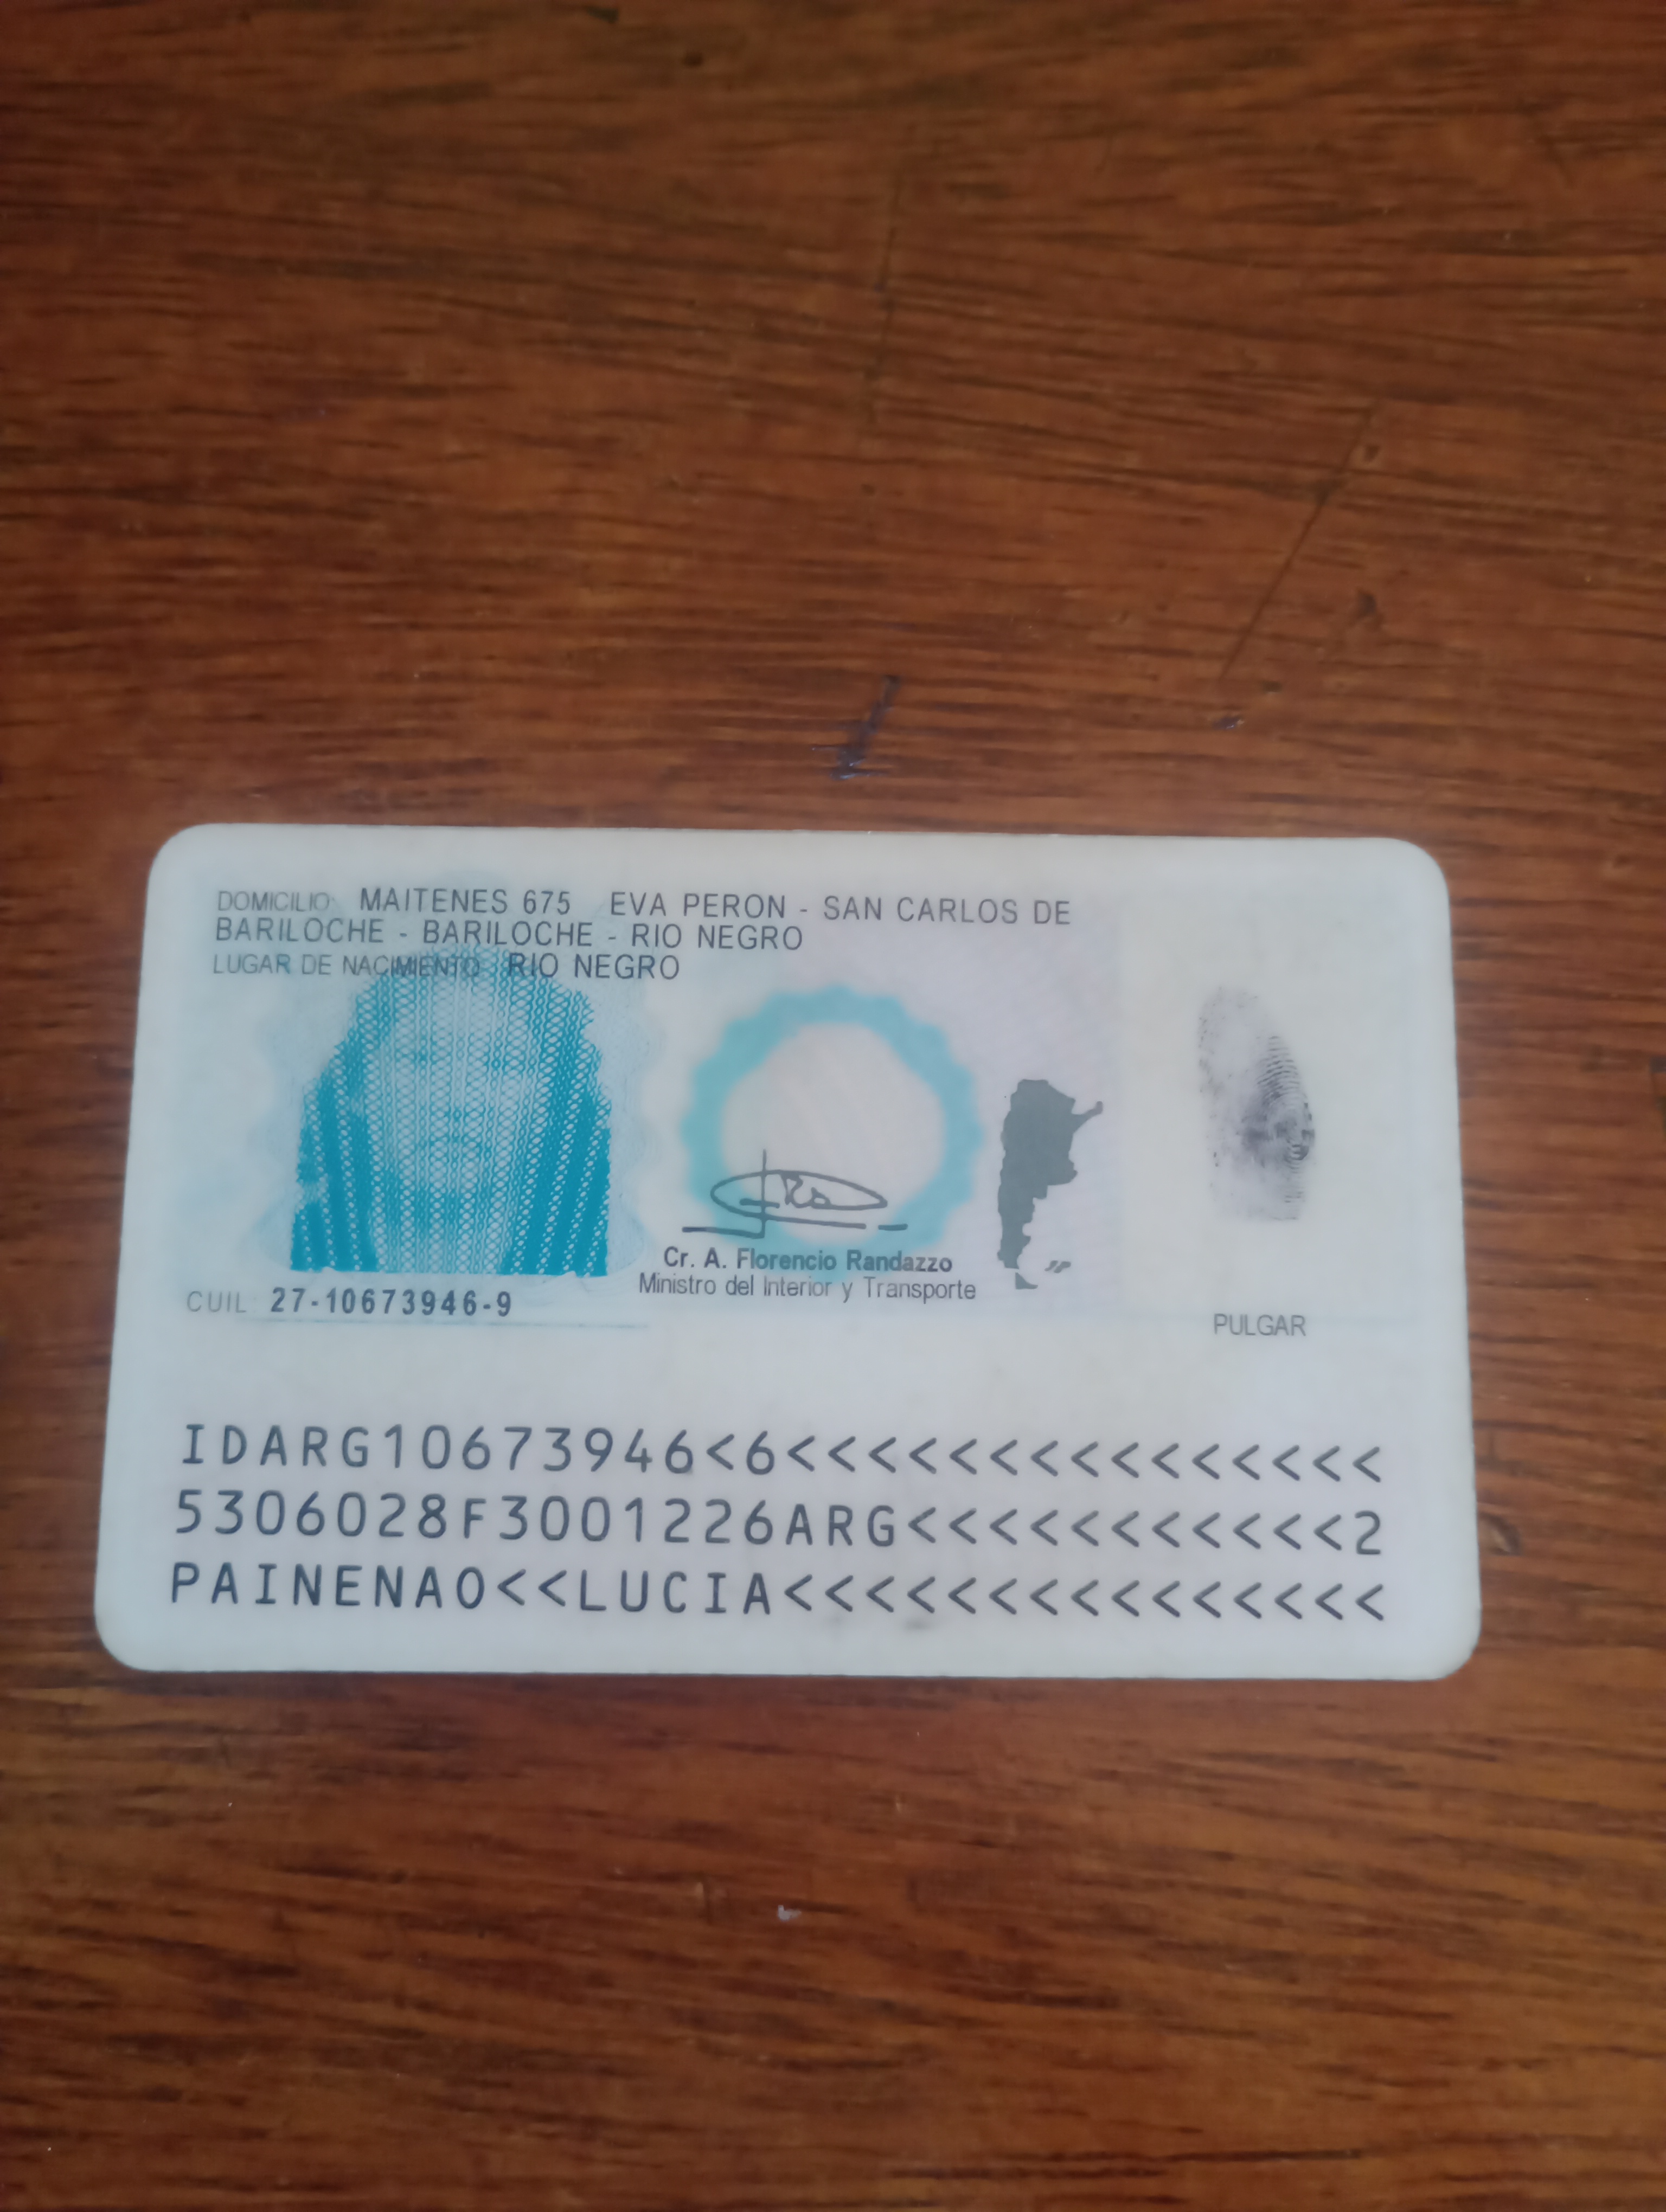 DOMICILIO: MAITENES 675 EVA PERON - SAN CARLOS DE
BARILOCHE - BARILOCHE - RIO NEGRO
LUGAR DE NACIMIENTO: RIO NEGRO
Cr. A. Florencio Randazzo
Ministro del Interior y Transporte
CUIL: 27-10673946-9
PULGAR
IDARG10673946<6<<<<<<<<<<<<<<<
5306028F3001226ARG<<<<<<<<<<<2
PAINENAO<<LUCIA<<<<<<<<<<<<<<<